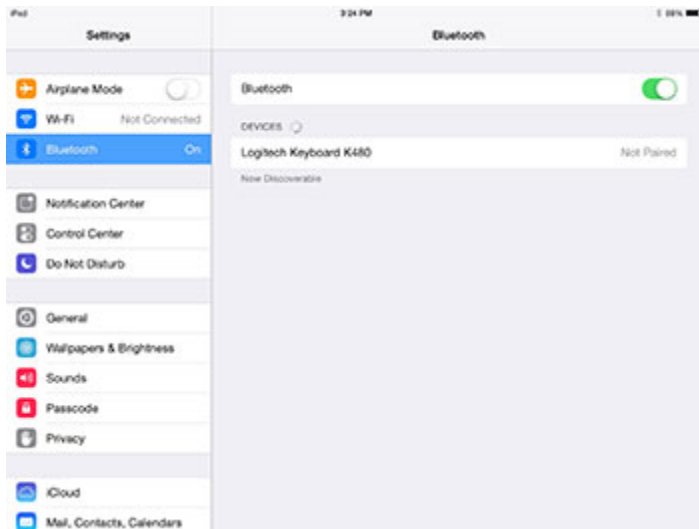 iPad
3:24 PM
Settings
Bluetooth
Airplane Mode
Wi-Fi Not Connected
Bluetooth On
Notification Center
Control Center
Do Not Disturb
General
Wallpapers & Brightness
Sounds
Passcode
Privacy
iCloud
Mail, Contacts, Calendars
Bluetooth
DEVICES
Logitech Keyboard K480 Not Paired
Now Discoverable